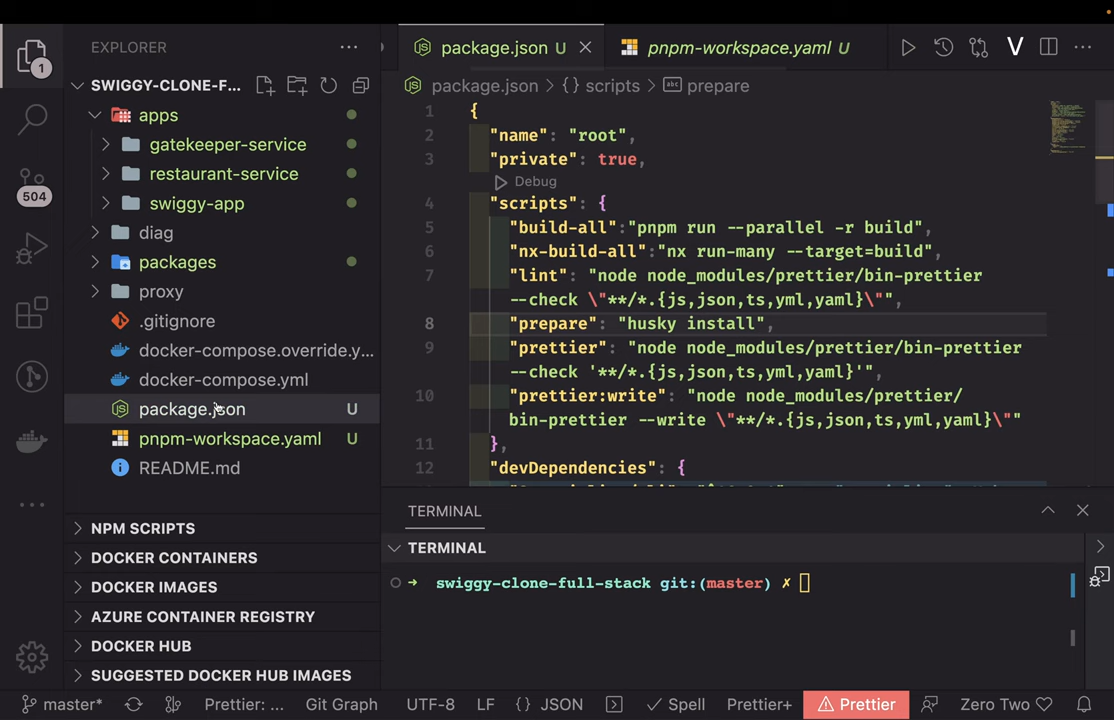 EXPLORER
SWIGGY-CLONE-F...
apps
gatekeeper-service
restaurant-service
swiggy-app
diag
packages
proxy
.gitignore
docker-compose.override.y...
docker-compose.yml
package.json U
pnpm-workspace.yaml U
README.md
NPM SCRIPTS
DOCKER CONTAINERS
DOCKER IMAGES
AZURE CONTAINER REGISTRY
DOCKER HUB
SUGGESTED DOCKER HUB IMAGES
1
504
package.json U
pnpm-workspace.yaml U
package.json > {} scripts > abc prepare
1 {
2 "name": "root",
3 "private": true,
Debug
4 "scripts": {
5 "build-all":"pnpm run --parallel -r build",
6 "nx-build-all":"nx run-many --target=build",
7 "lint": "node node_modules/prettier/bin-prettier
--check \"**/*.{js,json,ts,yml,yaml}\"",
8 "prepare": "husky install",
9 "prettier": "node node_modules/prettier/bin-prettier
--check '**/*.{js,json,ts,yml,yaml}'",
10 "prettier:write": "node node_modules/prettier/
bin-prettier --write \"**/*.{js,json,ts,yml,yaml}\""
11 },
12 "devDependencies": {
TERMINAL
TERMINAL
swiggy-clone-full-stack git:(master) ✗
master* Prettier: ... Git Graph UTF-8 LF {} JSON Spell Prettier+ Prettier Zero Two